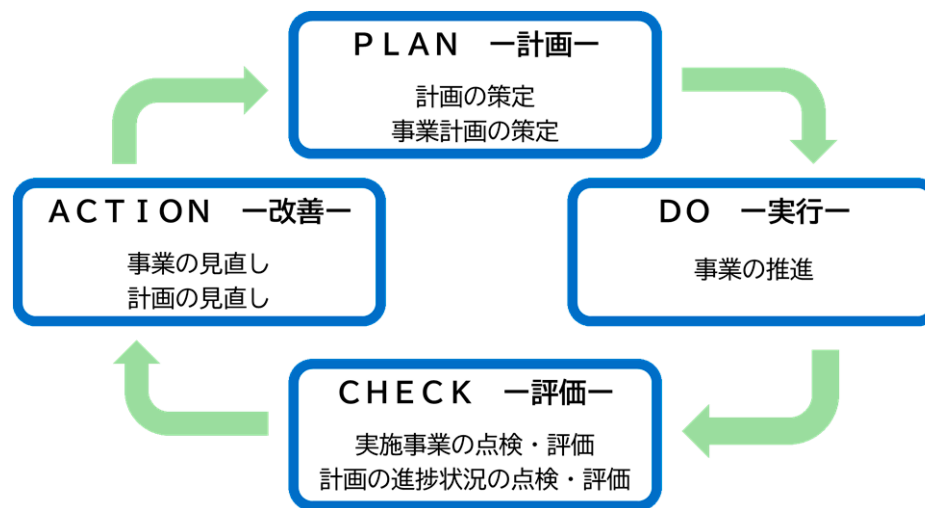 ＰＬＡＮ　ー計画ー
計画の策定
事業計画の策定
ＡＣＴＩＯＮ　ー改善ー
事業の見直し
計画の見直し
ＤＯ　ー実行ー
事業の推進
ＣＨＥＣＫ　ー評価ー
実施事業の点検・評価
計画の進捗状況の点検・評価